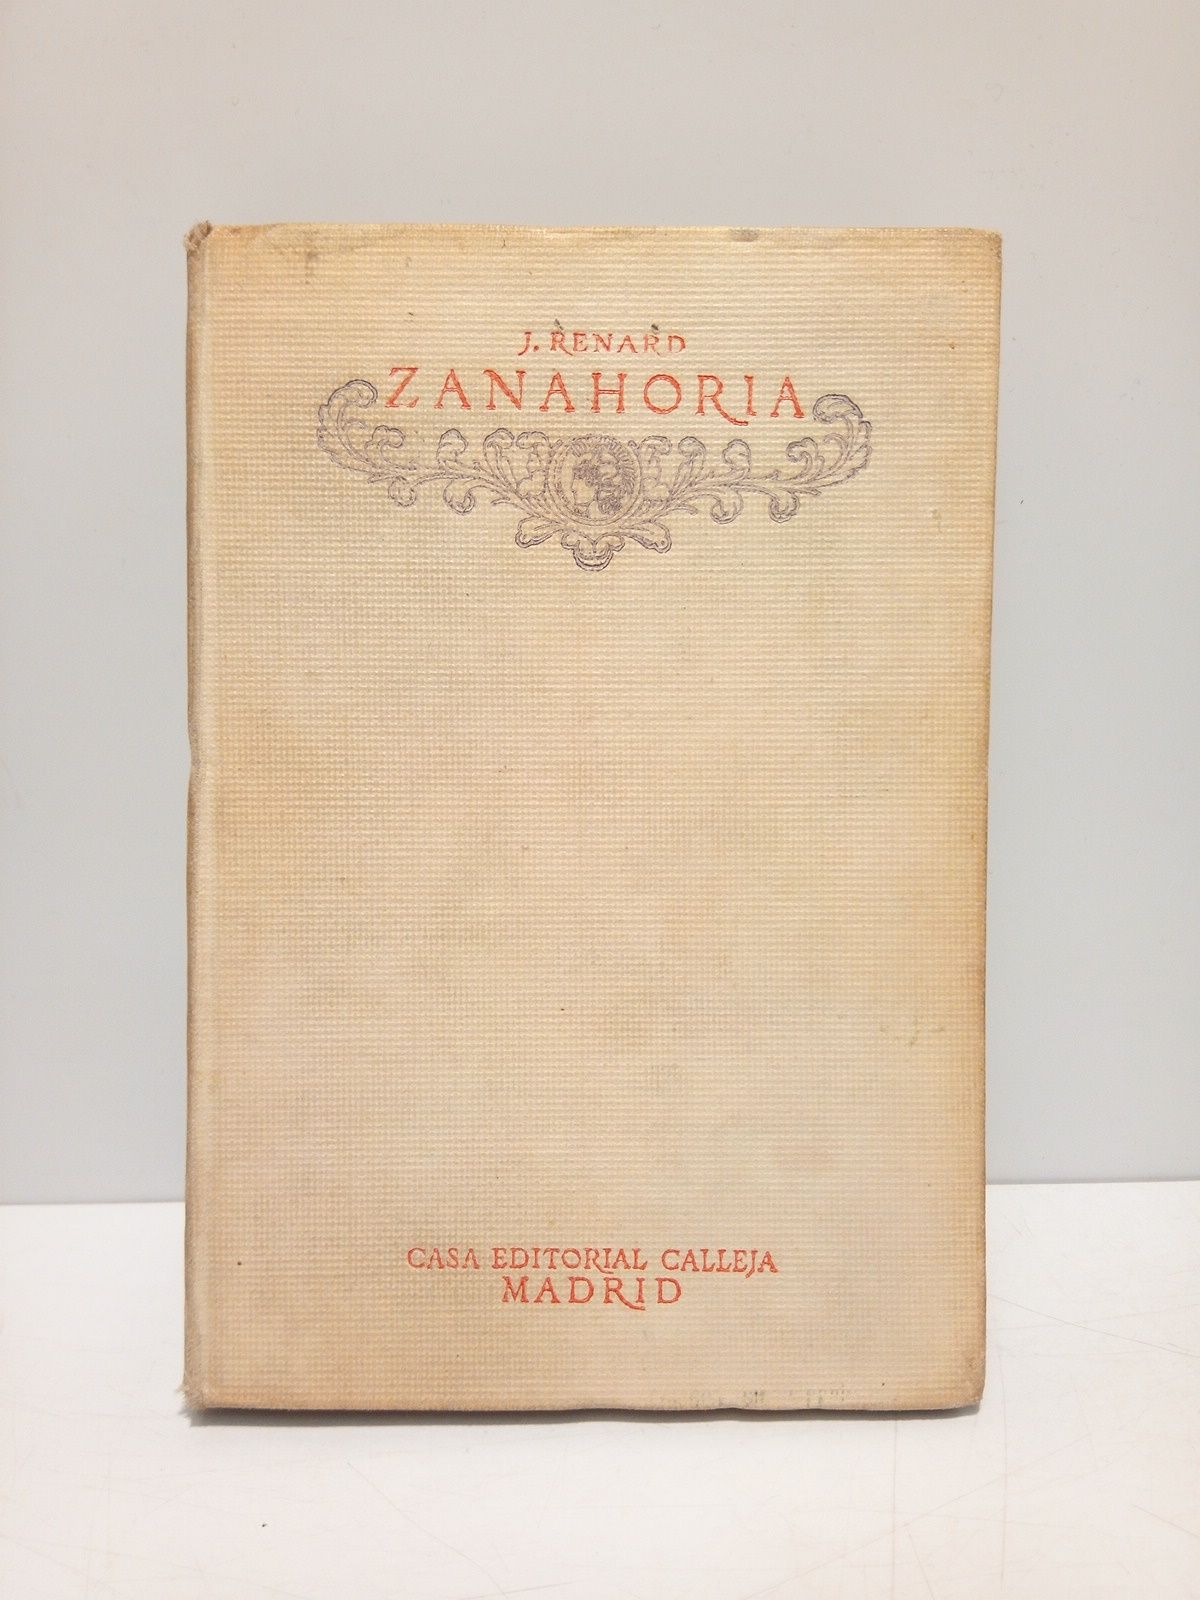 J. RENARD
ZANAHORIA
CASA EDITORIAL CALLEJA
MADRID